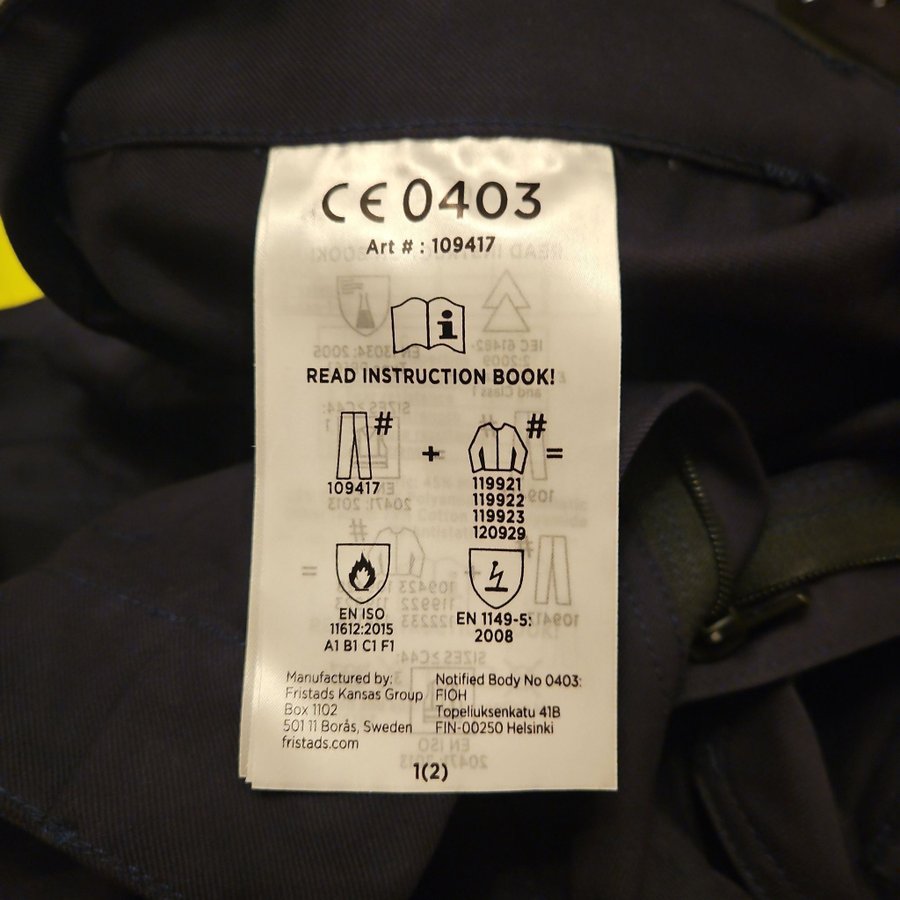 CE 0403
Art # : 109417
READ INSTRUCTION BOOK!
# + # =
109417
119921
119922
119923
120929
=
EN ISO
11612:2015
A1 B1 C1 F1
EN 1149-5:
2008
Manufactured by:
Fristads Kansas Group
Box 1102
501 11 Borås, Sweden
fristads.com
Notified Body No 0403:
FIOH
Topeliuksenkatu 41B
FIN-00250 Helsinki
1(2)